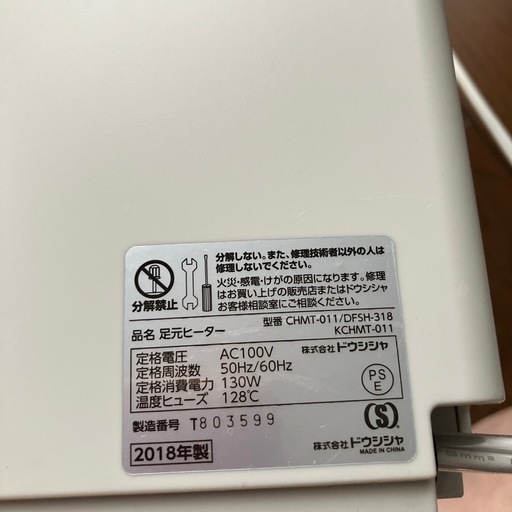 分解しない。また、修理技術者以外の人は
修理しないでください。
火災・感電・けがの原因になります。修理
はお買い上げの販売店またはドウシシャ
お客様相談室にご相談ください。
分解禁止
品名 足元ヒーター 型番 CHMT-011/DFSH-318
KCHMT-011
定格電圧 AC100V
定格周波数 50Hz/60Hz
定格消費電力 130W
温度ヒューズ 128℃
株式会社ドウシシャ
PS
E
製造番号 T803599
2018年製
S
株式会社ドウシシャ
MADE IN CHINA